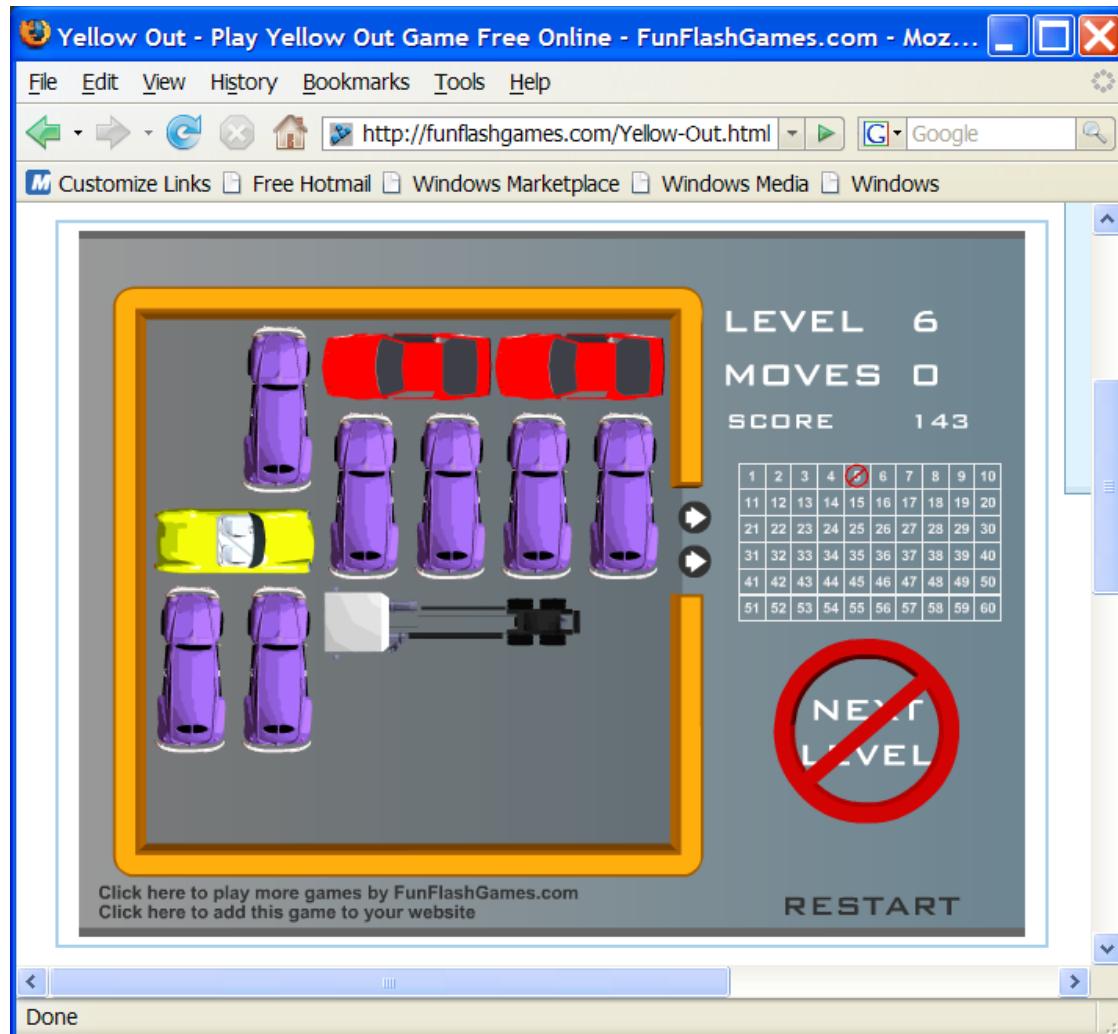 Yellow Out - Play Yellow Out Game Free Online - FunFlashGames.com - Moz...
File Edit View History Bookmarks Tools Help
http://funflashgames.com/Yellow-Out.html G Google
M Customize Links Free Hotmail Windows Marketplace Windows Media Windows
LEVEL 6
MOVES 0
SCORE 143
1 2 3 4 5 6 7 8 9 10
11 12 13 14 15 16 17 18 19 20
21 22 23 24 25 26 27 28 29 30
31 32 33 34 35 36 37 38 39 40
41 42 43 44 45 46 47 48 49 50
51 52 53 54 55 56 57 58 59 60
NEXT
LEVEL
Click here to play more games by FunFlashGames.com
Click here to add this game to your website
RESTART
Done